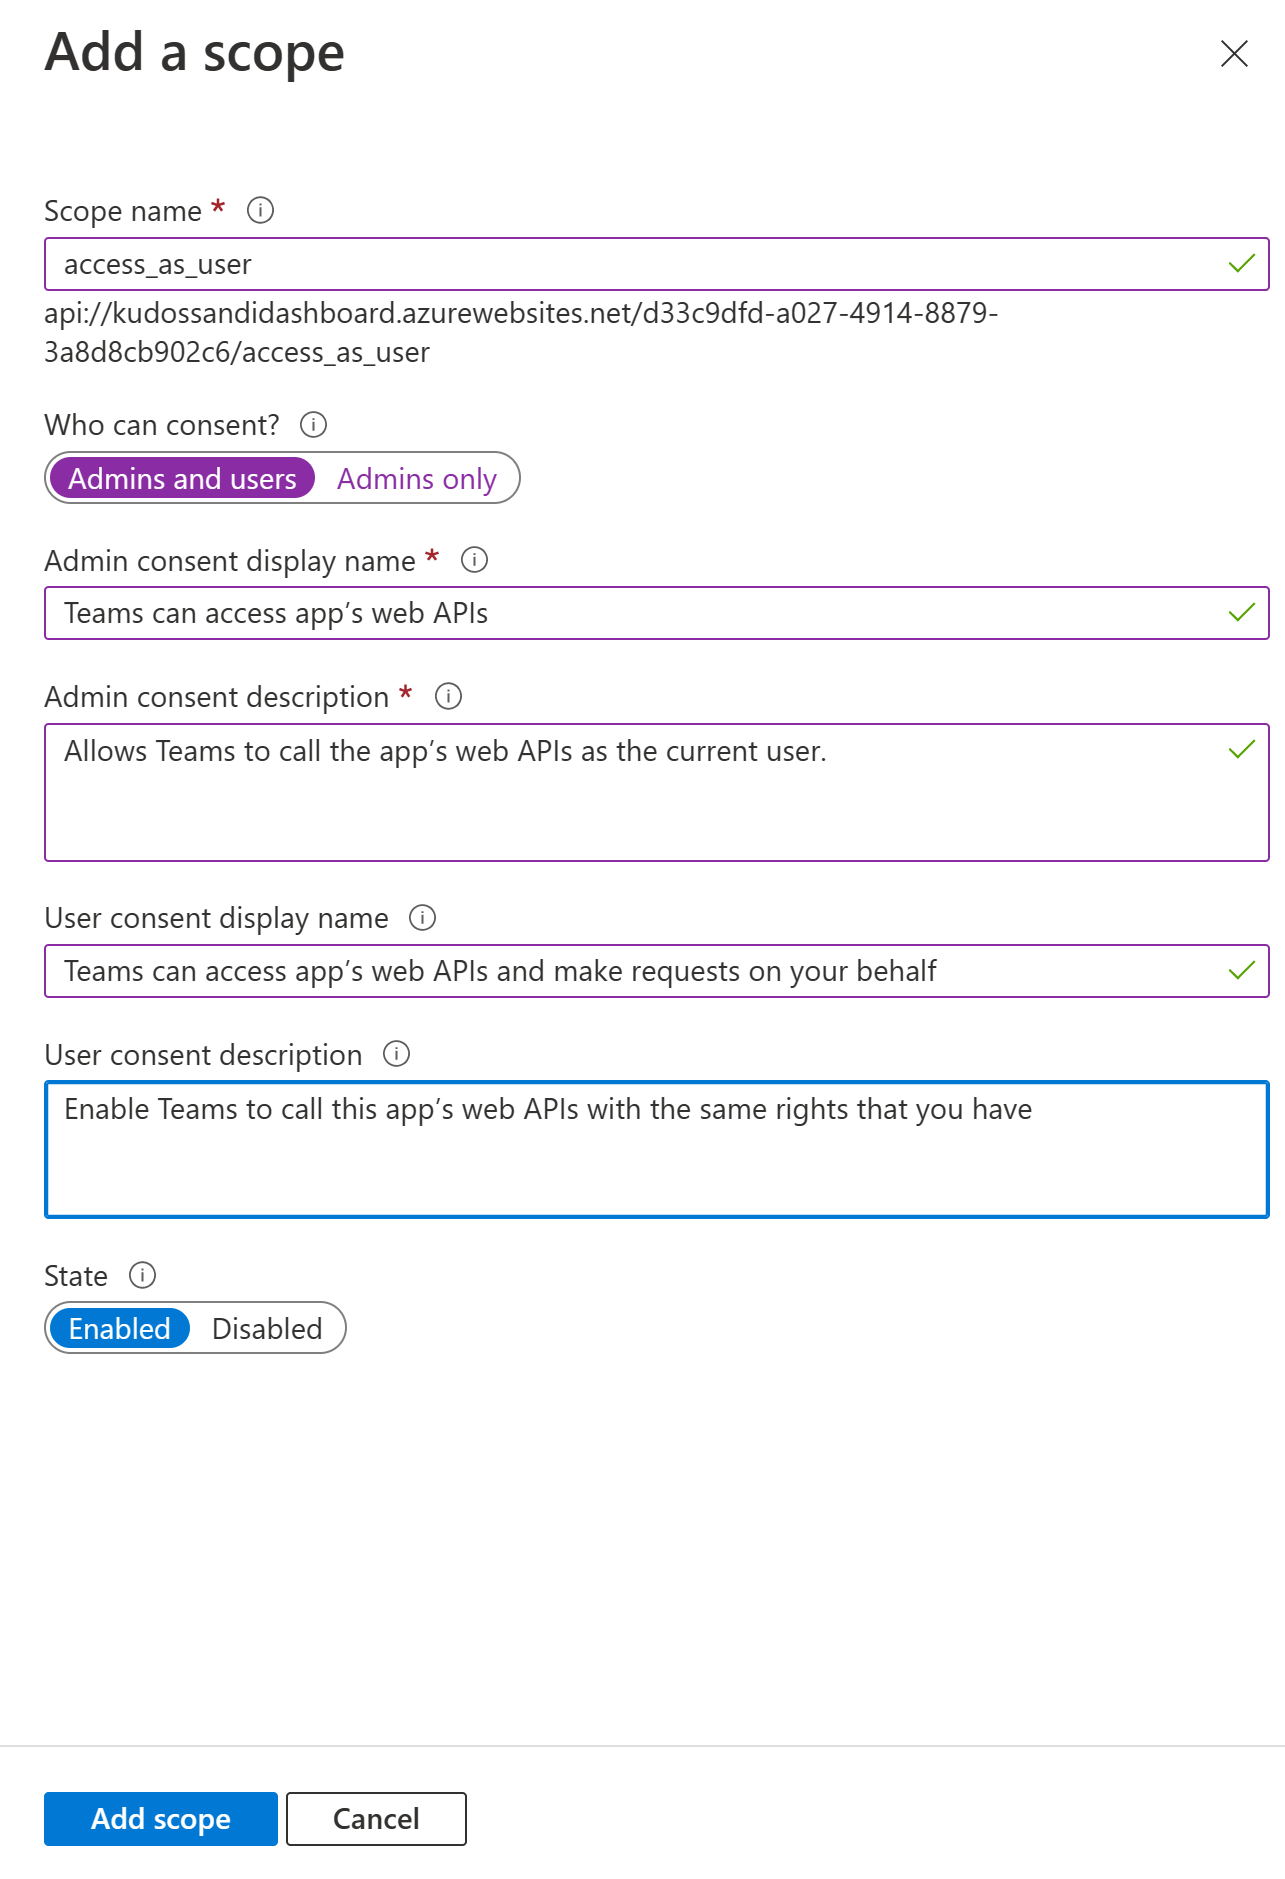 Add a scope
Scope name *
access_as_user
api://kudossandidashboard.azurewebsites.net/d33c9dfd-a027-4914-8879-
3a8d8cb902c6/access_as_user
Who can consent?
Admins and users Admins only
Admin consent display name *
Teams can access app’s web APIs
Admin consent description *
Allows Teams to call the app’s web APIs as the current user.
User consent display name
Teams can access app’s web APIs and make requests on your behalf
User consent description
Enable Teams to call this app’s web APIs with the same rights that you have
State
Enabled Disabled
Add scope Cancel